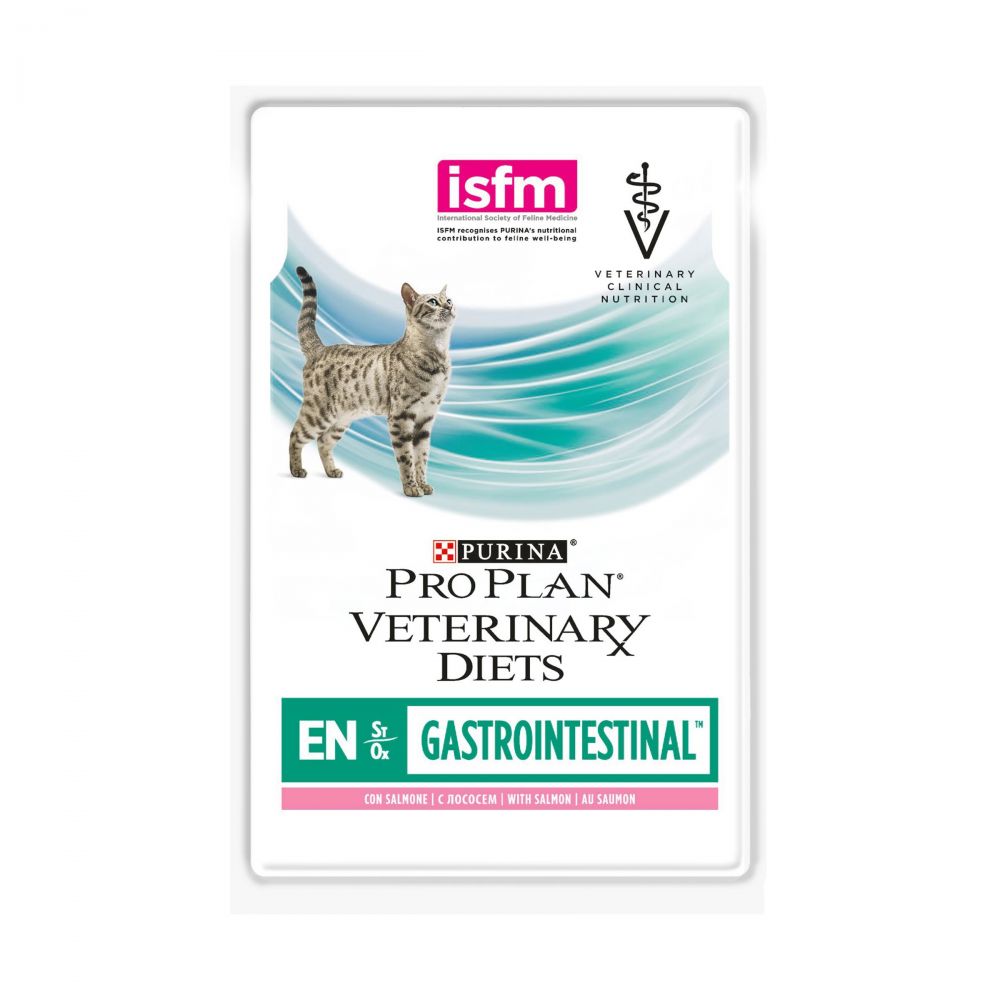 isfm
International Society of Feline Medicine
ISFM recognises PURINA's nutritional
contribution to feline well-being
V
VETERINARY
CLINICAL
NUTRITION
PURINA®
PRO PLAN®
VETERINARY
DIETS
EN ST/OX GASTROINTESTINAL™
CON SALMONE | С ЛОСОСЕМ | WITH SALMON | AU SAUMON